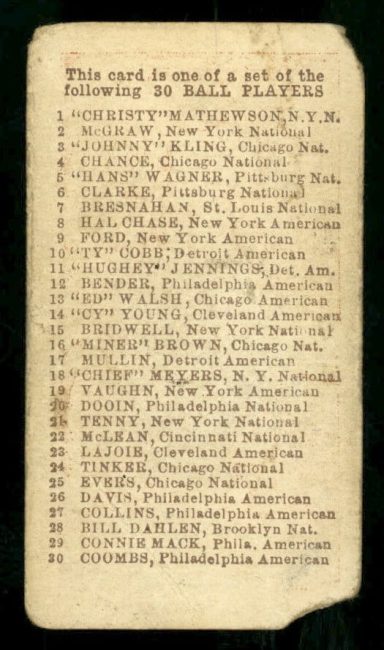 This card is one of a set of the
following 30 BALL PLAYERS
1 "CHRISTY" MATHEWSON, N.Y.N.
2 McGRAW, New York National
3 "JOHNNY" KLING, Chicago Nat.
4 CHANCE, Chicago National
5 "HANS" WAGNER, Pittsburg Nat.
6 CLARKE, Pittsburg National
7 BRESNAHAN, St. Louis National
8 HAL CHASE, New York American
9 FORD, New York American
10 "TY" COBB, Detroit American
11 "HUGHEY" JENNINGS, Det. Am.
12 BENDER, Philadelphia American
13 "ED" WALSH, Chicago American
14 "CY" YOUNG, Cleveland American
15 BRIDWELL, New York National
16 "MINER" BROWN, Chicago Nat.
17 MULLIN, Detroit American
18 "CHIEF" MEYERS, N. Y. National
19 VAUGHN, New York American
20 DOOIN, Philadelphia National
21 TENNY, New York National
22 McLEAN, Cincinnati National
23 LAJOIE, Cleveland American
24 TINKER, Chicago National
25 EVERS, Chicago National
26 DAVIS, Philadelphia American
27 COLLINS, Philadelphia American
28 BILL DAHLEN, Brooklyn Nat.
29 CONNIE MACK, Phila. American
30 COOMBS, Philadelphia American